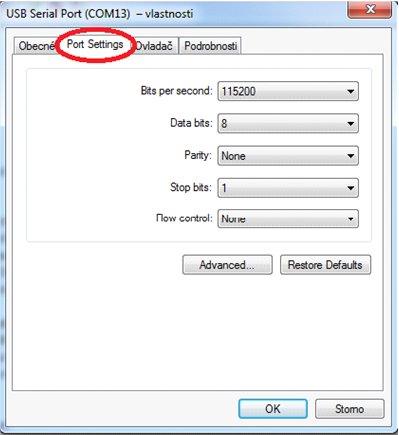 USB Serial Port (COM13) – vlastnosti
Obecné Port Settings Ovladač Podrobnosti
Bits per second: 115200
Data bits: 8
Parity: None
Stop bits: 1
Flow control: None
Advanced... Restore Defaults
OK Storno